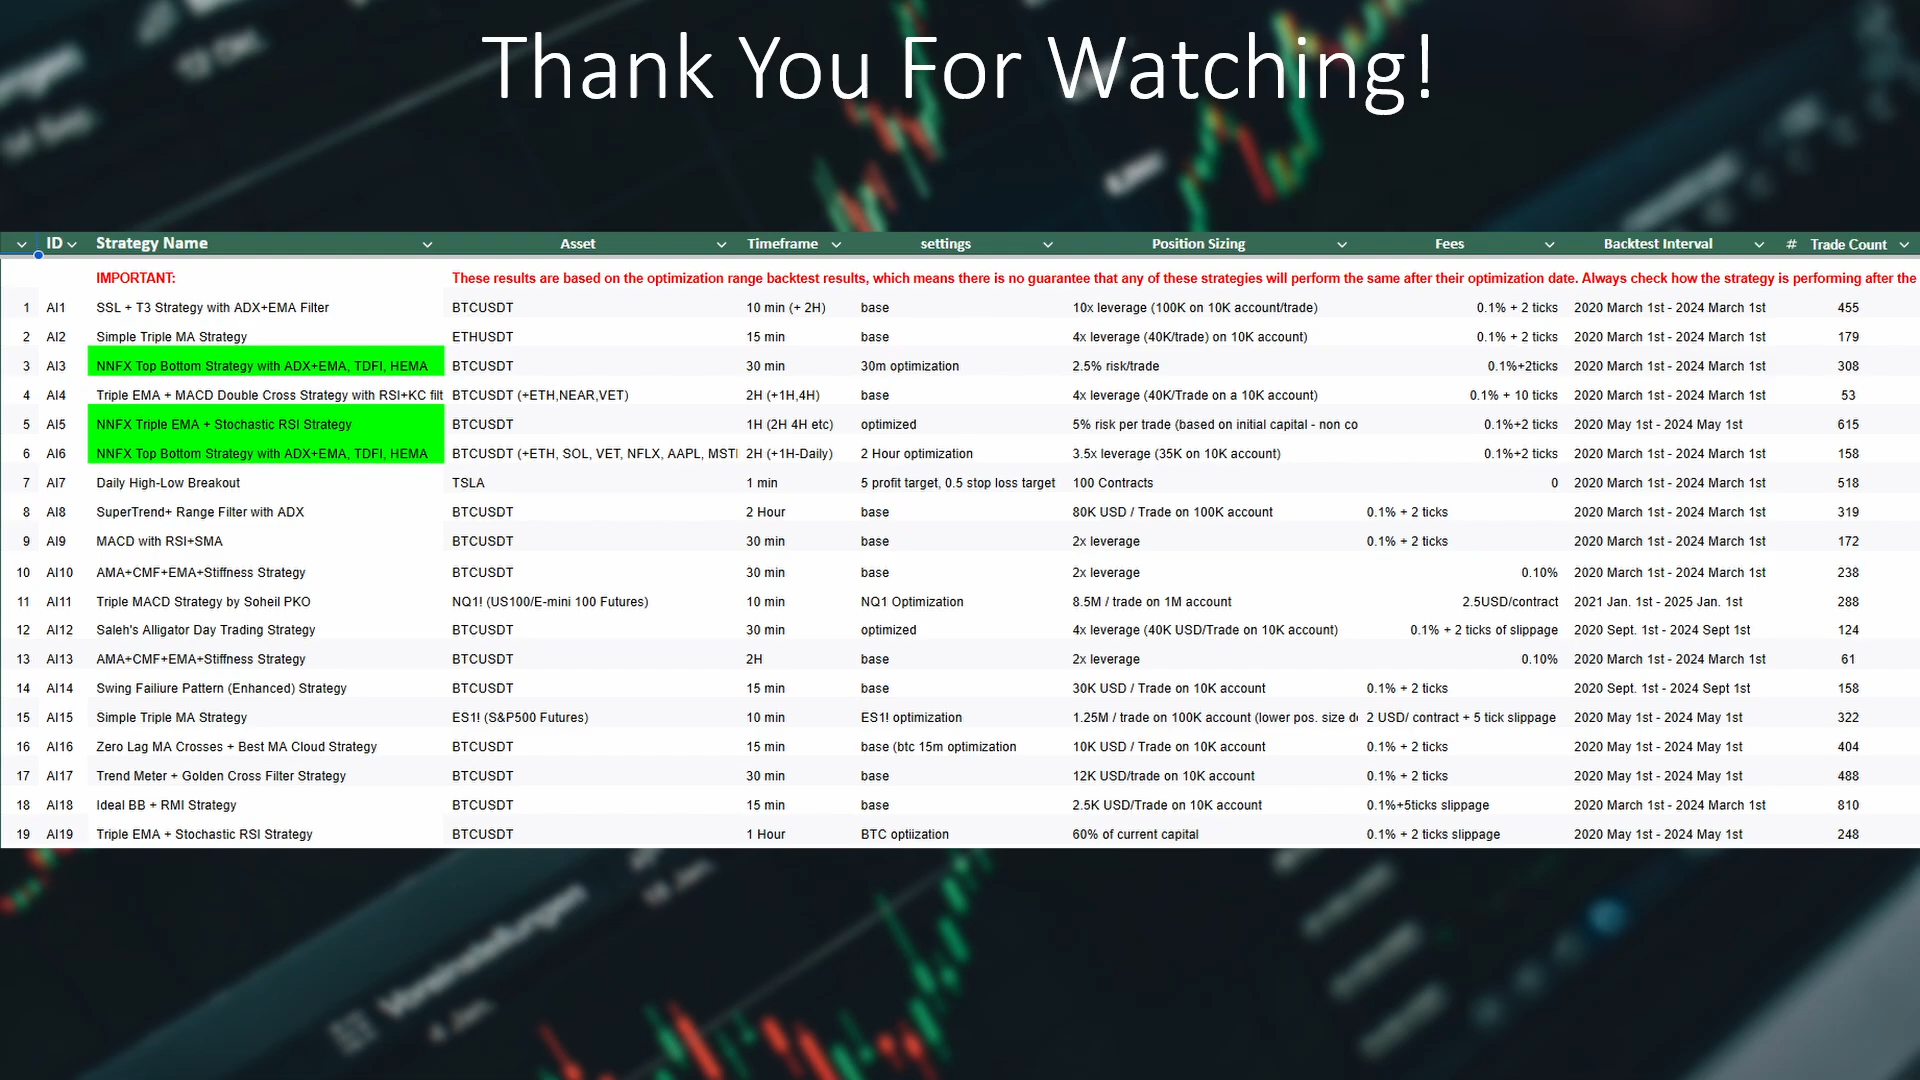 Thank You For Watching!
ID Strategy Name Asset Timeframe settings Position Sizing Fees Backtest Interval # Trade Count
IMPORTANT: These results are based on the optimization range backtest results, which means there is no guarantee that any of these strategies will perform the same after their optimization date. Always check how the strategy is performing after the
1 AI1 SSL + T3 Strategy with ADX+EMA Filter BTCUSDT 10 min (+ 2H) base 10x leverage (100K on 10K account/trade) 0.1% + 2 ticks 2020 March 1st - 2024 March 1st 455
2 AI2 Simple Triple MA Strategy ETHUSDT 15 min base 4x leverage (40K/trade) on 10K account) 0.1% + 2 ticks 2020 March 1st - 2024 March 1st 179
3 AI3 NNFX Top Bottom Strategy with ADX+EMA, TDFI, HEMA BTCUSDT 30 min 30m optimization 2.5% risk/trade 0.1%+2ticks 2020 March 1st - 2024 March 1st 308
4 AI4 Triple EMA + MACD Double Cross Strategy with RSI+KC filt BTCUSDT (+ETH,NEAR,VET) 2H (+1H,4H) base 4x leverage (40K/Trade on a 10K account) 0.1% + 10 ticks 2020 March 1st - 2024 March 1st 53
5 AI5 NNFX Triple EMA + Stochastic RSI Strategy BTCUSDT 1H (2H 4H etc) optimized 5% risk per trade (based on initial capital - non co 0.1%+2 ticks 2020 May 1st - 2024 May 1st 615
6 AI6 NNFX Top Bottom Strategy with ADX+EMA, TDFI, HEMA BTCUSDT (+ETH, SOL, VET, NFLX, AAPL, MST 2H (+1H-Daily) 2 Hour optimization 3.5x leverage (35K on 10K account) 0.1%+2 ticks 2020 March 1st - 2024 March 1st 158
7 AI7 Daily High-Low Breakout TSLA 1 min 5 profit target, 0.5 stop loss target 100 Contracts 0 2020 March 1st - 2024 March 1st 518
8 AI8 SuperTrend+ Range Filter with ADX BTCUSDT 2 Hour base 80K USD / Trade on 100K account 0.1% + 2 ticks 2020 March 1st - 2024 March 1st 319
9 AI9 MACD with RSI+SMA BTCUSDT 30 min base 2x leverage 0.1% + 2 ticks 2020 March 1st - 2024 March 1st 172
10 AI10 AMA+CMF+EMA+Stiffness Strategy BTCUSDT 30 min base 2x leverage 0.10% 2020 March 1st - 2024 March 1st 238
11 AI11 Triple MACD Strategy by Soheil PKO NQ1! (US100/E-mini 100 Futures) 10 min NQ1 Optimization 8.5M / trade on 1M account 2.5USD/contract 2021 Jan. 1st - 2025 Jan. 1st 288
12 AI12 Saleh's Alligator Day Trading Strategy BTCUSDT 30 min optimized 4x leverage (40K USD/Trade on 10K account) 0.1% + 2 ticks of slippage 2020 Sept. 1st - 2024 Sept 1st 124
13 AI13 AMA+CMF+EMA+Stiffness Strategy BTCUSDT 2H base 2x leverage 0.10% 2020 March 1st - 2024 March 1st 61
14 AI14 Swing Failiure Pattern (Enhanced) Strategy BTCUSDT 15 min base 30K USD / Trade on 10K account 0.1% + 2 ticks 2020 Sept. 1st - 2024 Sept 1st 158
15 AI15 Simple Triple MA Strategy ES1! (S&P500 Futures) 10 min ES1! optimization 1.25M / trade on 100K account (lower pos. size d 2 USD/ contract + 5 tick slippage 2020 May 1st - 2024 May 1st 322
16 AI16 Zero Lag MA Crosses + Best MA Cloud Strategy BTCUSDT 15 min base (btc 15m optimization 10K USD / Trade on 10K account 0.1% + 2 ticks 2020 May 1st - 2024 May 1st 404
17 AI17 Trend Meter + Golden Cross Filter Strategy BTCUSDT 30 min base 12K USD/trade on 10K account 0.1% + 2 ticks 2020 May 1st - 2024 May 1st 488
18 AI18 Ideal BB + RMI Strategy BTCUSDT 15 min base 2.5K USD/Trade on 10K account 0.1%+5ticks slippage 2020 March 1st - 2024 March 1st 810
19 AI19 Triple EMA + Stochastic RSI Strategy BTCUSDT 1 Hour BTC optiization 60% of current capital 0.1% + 2 ticks slippage 2020 May 1st - 2024 May 1st 248
Voreinstellungen
4 Jan.